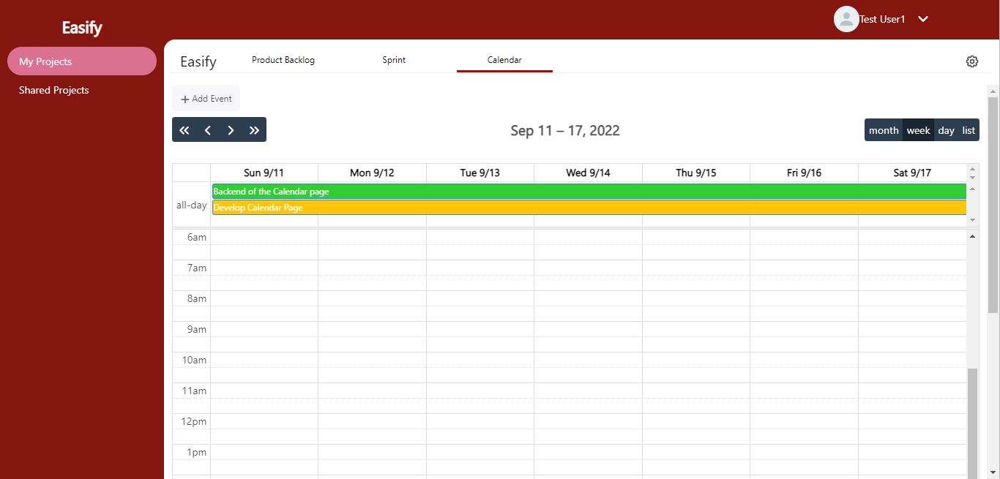 Easify
Test User1
My Projects
Shared Projects
Easify
Product Backlog
Sprint
Calendar
Add Event
Sep 11 – 17, 2022
month week day list
Sun 9/11 Mon 9/12 Tue 9/13 Wed 9/14 Thu 9/15 Fri 9/16 Sat 9/17
all-day
Backend of the Calendar page
Develop Calendar Page
6am
7am
8am
9am
10am
11am
12pm
1pm